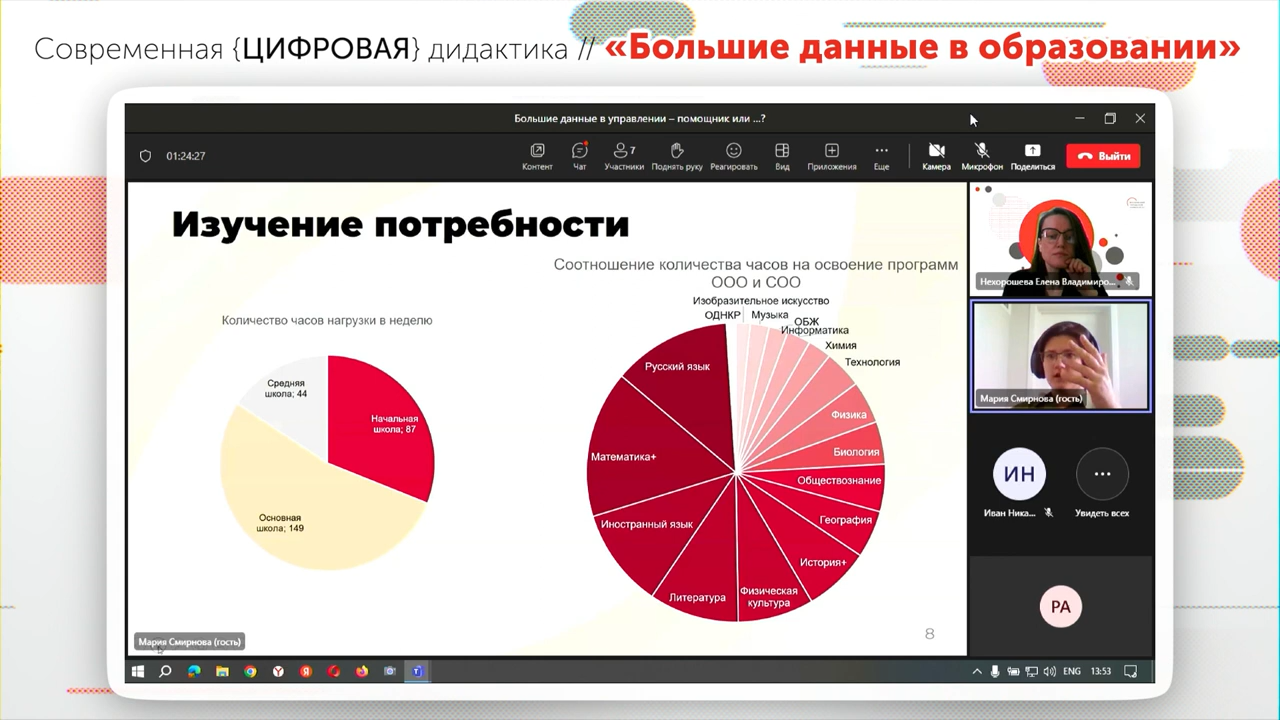 Современная {ЦИФРОВАЯ} дидактика // «Большие данные в образовании»
Большие данные в управлении – помощник или ...?
01:24:27
Контент
Чат
Участники
7
Поднять руку
Реагировать
Вид
Приложения
Еще
Камера
Микрофон
Поделиться
Выйти
Изучение потребности
Количество часов нагрузки в неделю
Средняя
школа; 44
Начальная
школа; 87
Основная
школа; 149
Соотношение количества часов на освоение программ
ООО и СОО
Изобразительное искусство
ОДНКР
Музыка
ОБЖ
Информатика
Химия
Технология
Русский язык
Физика
Математика+
Биология
Обществознание
Иностранный язык
География
История+
Литература
Физическая
культура
8
Мария Смирнова (гость)
Нехорошева Елена Владимиро...
Мария Смирнова (гость)
ИН
Иван Ника...
Увидеть всех
РА
ENG
13:53